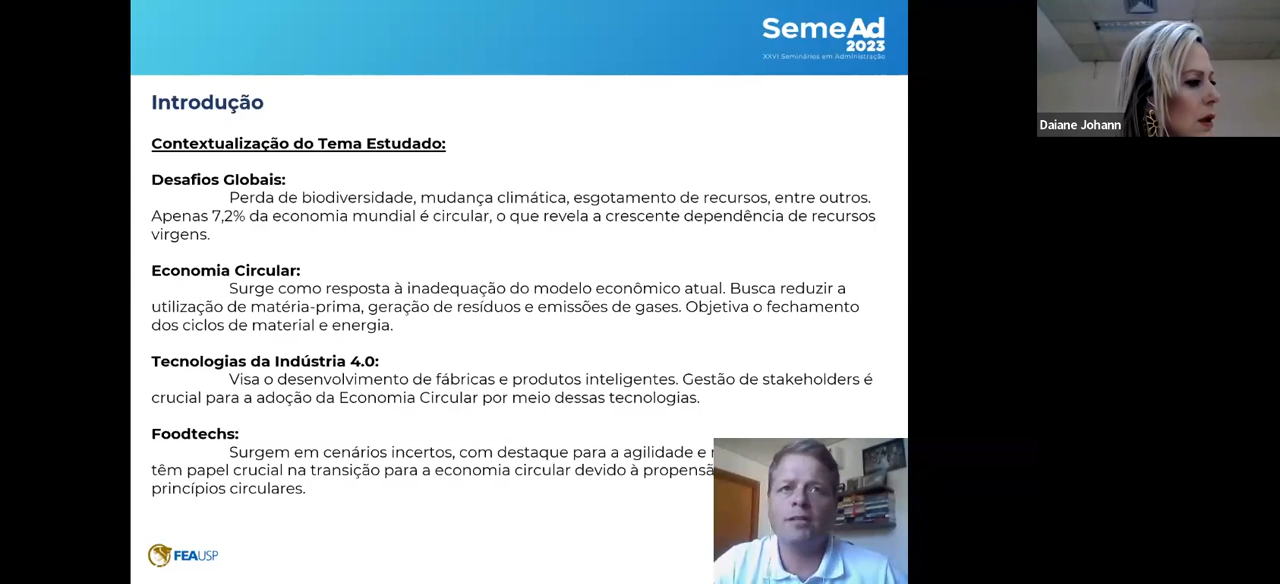 SemeAd
2023
XXVI Seminários em Administração
Introdução
Contextualização do Tema Estudado:
Desafios Globais:
Perda de biodiversidade, mudança climática, esgotamento de recursos, entre outros.
Apenas 7,2% da economia mundial é circular, o que revela a crescente dependência de recursos
virgens.
Economia Circular:
Surge como resposta à inadequação do modelo econômico atual. Busca reduzir a
utilização de matéria-prima, geração de resíduos e emissões de gases. Objetiva o fechamento
dos ciclos de material e energia.
Tecnologias da Indústria 4.0:
Visa o desenvolvimento de fábricas e produtos inteligentes. Gestão de stakeholders é
crucial para a adoção da Economia Circular por meio dessas tecnologias.
Foodtechs:
Surgem em cenários incertos, com destaque para a agilidade e
têm papel crucial na transição para a economia circular devido à
princípios circulares.
FEAUSP
Daiane Johann